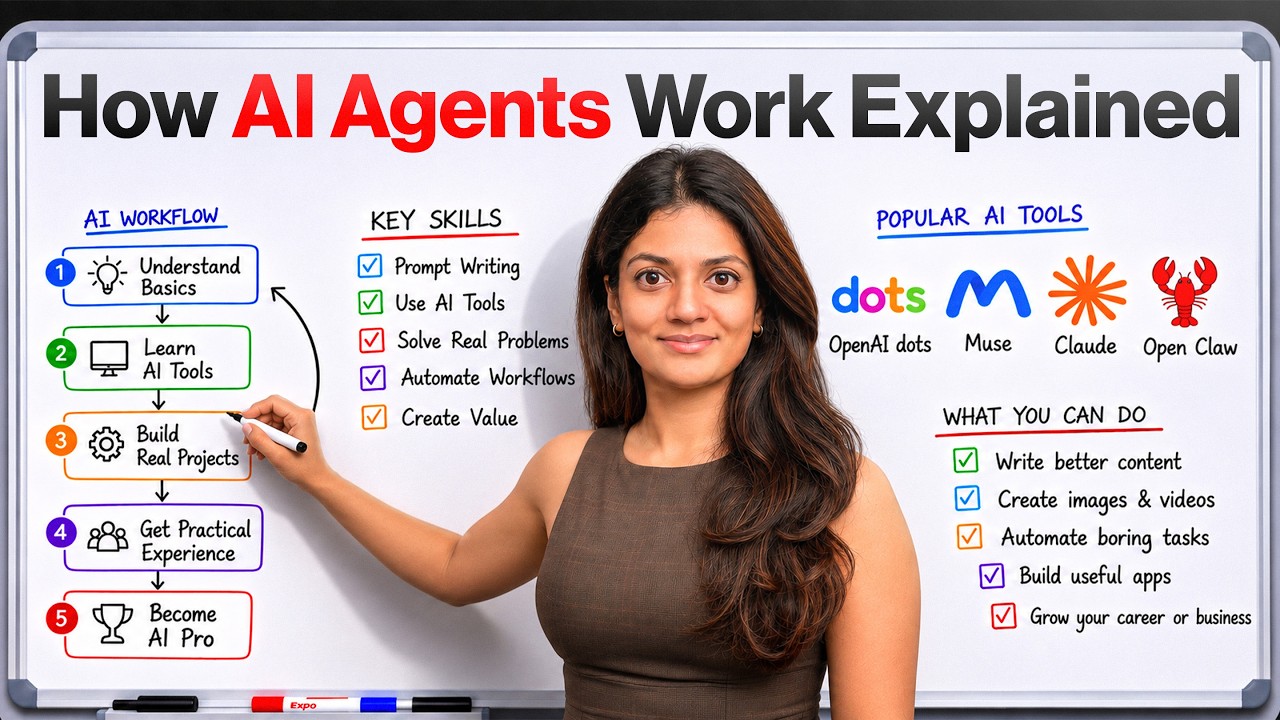 How AI Agents Work Explained
AI WORKFLOW
1
Understand
Basics
2
Learn
AI Tools
3
Build
Real Projects
4
Get Practical
Experience
5
Become
AI Pro
KEY SKILLS
Prompt Writing
Use AI Tools
Solve Real Problems
Automate Workflows
Create Value
POPULAR AI TOOLS
dots
OpenAI dots
Muse
Claude
Open Claw
WHAT YOU CAN DO
Write better content
Create images & videos
Automate boring tasks
Build useful apps
Grow your career or business
Expo